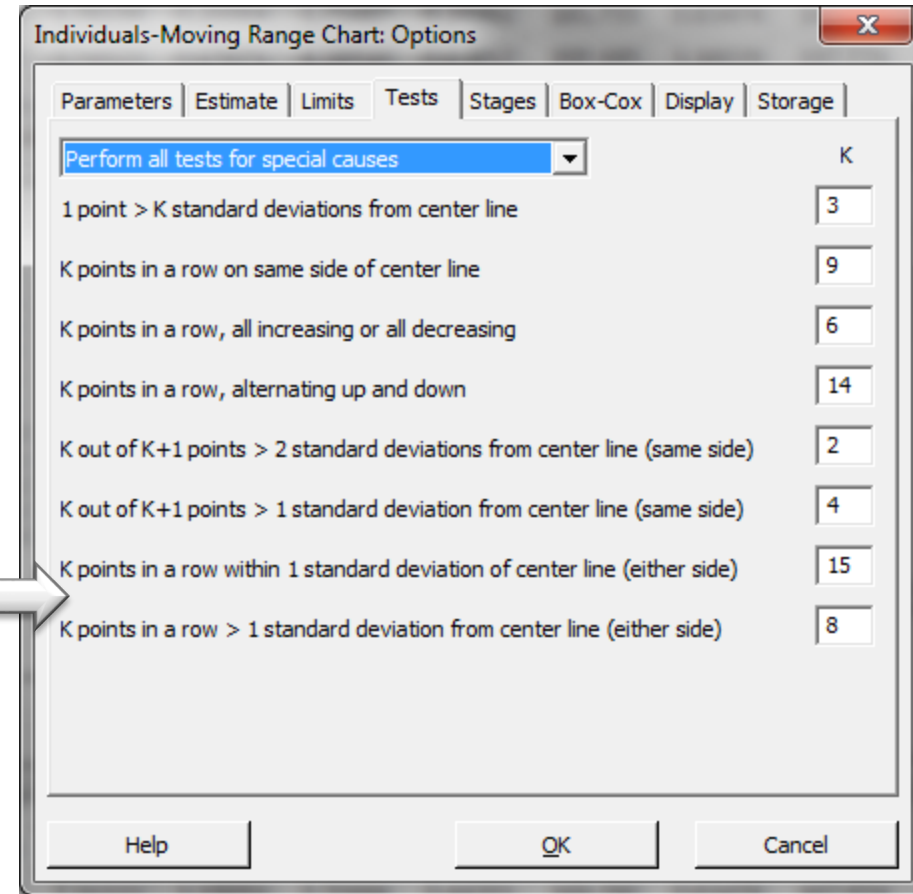 Individuals-Moving Range Chart: Options
x
Parameters Estimate Limits Tests Stages Box-Cox Display Storage
Perform all tests for special causes K
1 point > K standard deviations from center line 3
K points in a row on same side of center line 9
K points in a row, all increasing or all decreasing 6
K points in a row, alternating up and down 14
K out of K+1 points > 2 standard deviations from center line (same side) 2
K out of K+1 points > 1 standard deviation from center line (same side) 4
K points in a row within 1 standard deviation of center line (either side) 15
K points in a row > 1 standard deviation from center line (either side) 8
Help OK Cancel